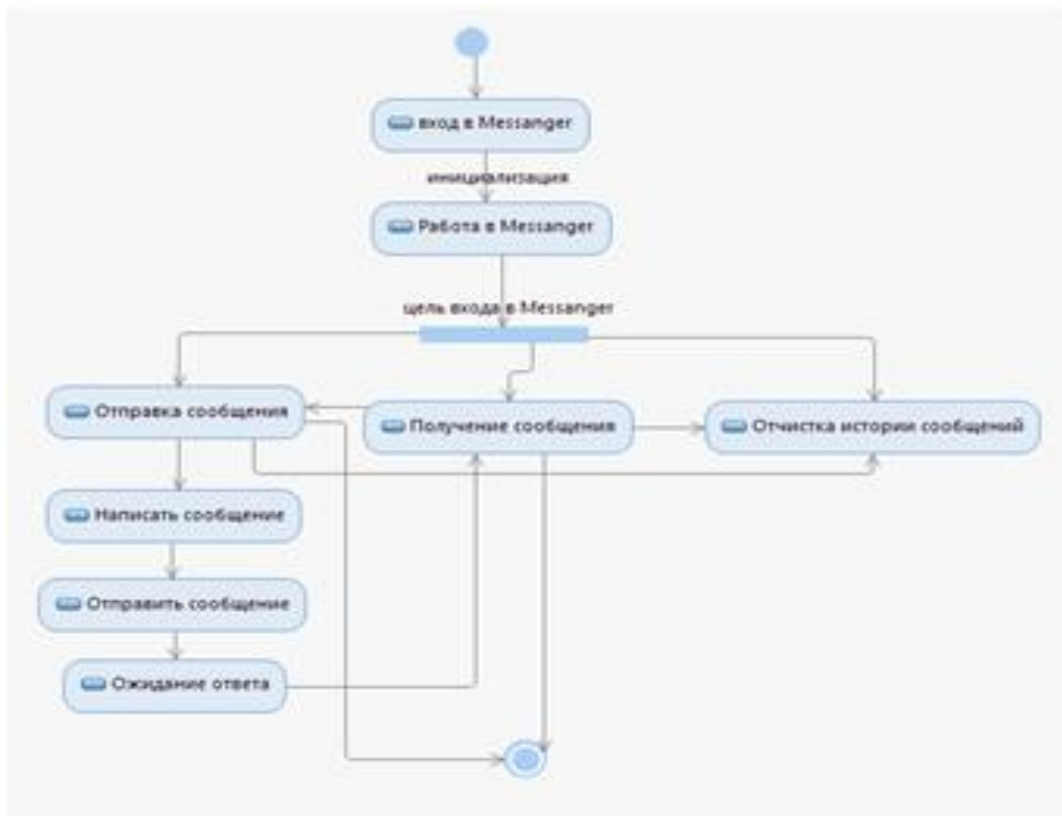 вход в Messanger
инициализация
Работа в Messanger
цель входа в Messanger
Отправка сообщения
Получение сообщения
Отчистка истории сообщений
Написать сообщение
Отправить сообщение
Ожидание ответа